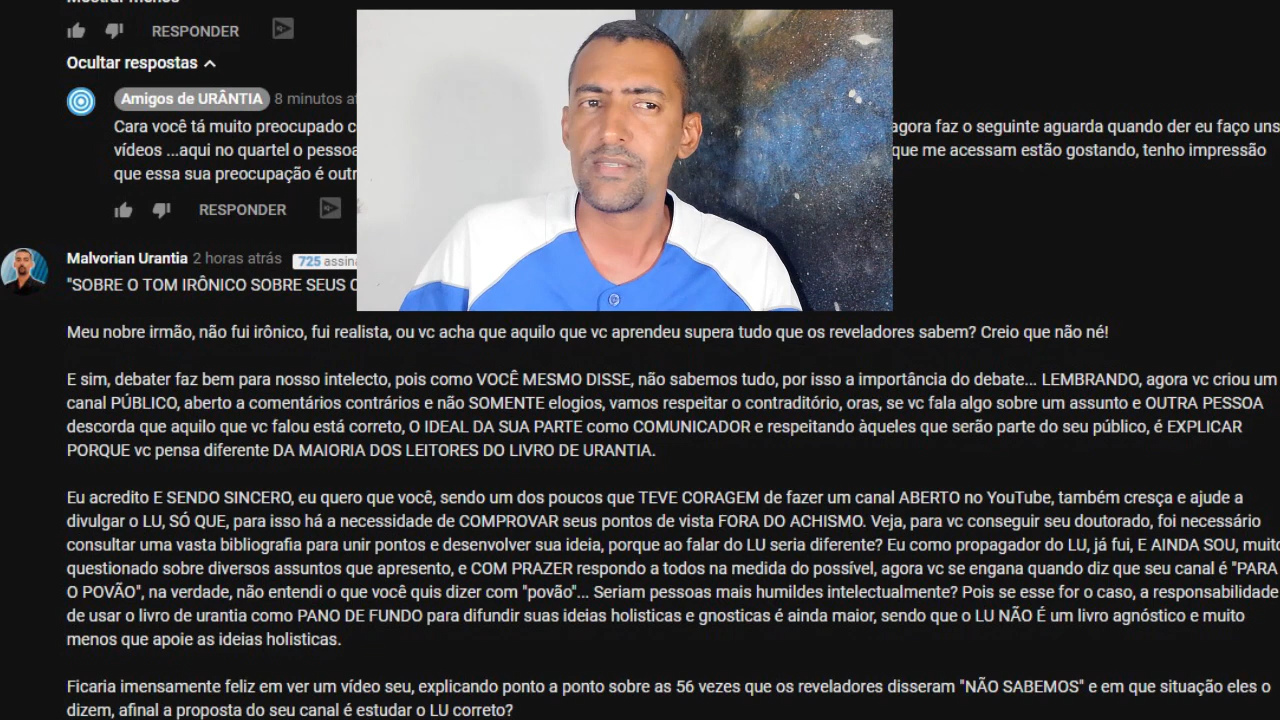 Mostrar menos
RESPONDER
Ocultar respostas
Amigos de URÂNTIA 8 minutos at
Cara você tá muito preocupado c agora faz o seguinte aguarda quando der eu faço uns
vídeos ...aqui no quartel o pessoa que me acessam estão gostando, tenho impressão
que essa sua preocupação é outr
RESPONDER
Malvorian Urantia 2 horas atrás 725 assina
"SOBRE O TOM IRÔNICO SOBRE SEUS C
Meu nobre irmão, não fui irônico, fui realista, ou vc acha que aquilo que vc aprendeu supera tudo que os reveladores sabem? Creio que não né!
E sim, debater faz bem para nosso intelecto, pois como VOCÊ MESMO DISSE, não sabemos tudo, por isso a importância do debate... LEMBRANDO, agora vc criou um
canal PÚBLICO, aberto a comentários contrários e não SOMENTE elogios, vamos respeitar o contraditório, oras, se vc fala algo sobre um assunto e OUTRA PESSOA
descorda que aquilo que vc falou está correto, O IDEAL DA SUA PARTE como COMUNICADOR e respeitando àqueles que serão parte do seu público, é EXPLICAR
PORQUE vc pensa diferente DA MAIORIA DOS LEITORES DO LIVRO DE URANTIA.
Eu acredito E SENDO SINCERO, eu quero que você, sendo um dos poucos que TEVE CORAGEM de fazer um canal ABERTO no YouTube, também cresça e ajude a
divulgar o LU, SÓ QUE, para isso há a necessidade de COMPROVAR seus pontos de vista FORA DO ACHISMO. Veja, para vc conseguir seu doutorado, foi necessário
consultar uma vasta bibliografia para unir pontos e desenvolver sua ideia, porque ao falar do LU seria diferente? Eu como propagador do LU, já fui, E AINDA SOU, muito
questionado sobre diversos assuntos que apresento, e COM PRAZER respondo a todos na medida do possível, agora vc se engana quando diz que seu canal é "PARA
O POVÃO", na verdade, não entendi o que você quis dizer com "povão"... Seriam pessoas mais humildes intelectualmente? Pois se esse for o caso, a responsabilidade
de usar o livro de urantia como PANO DE FUNDO para difundir suas ideias holisticas e gnosticas é ainda maior, sendo que o LU NÃO É um livro agnóstico e muito
menos que apoie as ideias holisticas.
Ficaria imensamente feliz em ver um vídeo seu, explicando ponto a ponto sobre as 56 vezes que os reveladores disseram "NÃO SABEMOS" e em que situação eles o
dizem, afinal a proposta do seu canal é estudar o LU correto?